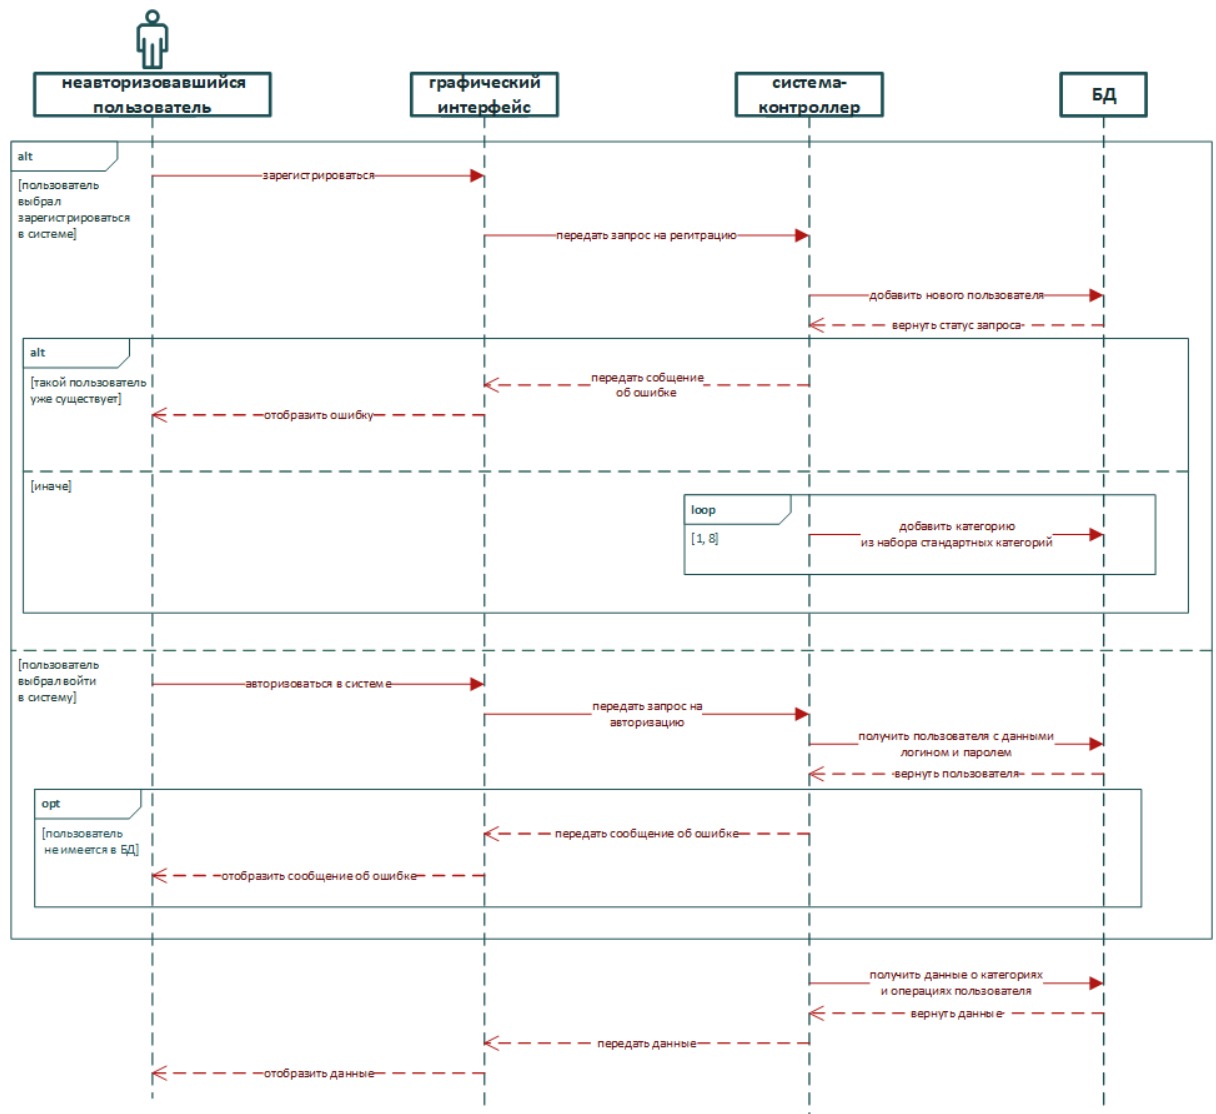 неавторизовавшийся
пользователь
графический
интерфейс
система-
контроллер
БД
alt
[пользователь
выбрал
зарегистрироваться
в системе]
зарегистрироваться
передать запрос на регитрацию
добавить нового пользователя
вернуть статус запроса
alt
[такой пользователь
уже существует]
передать собщение
об ошибке
отобразить ошибку
[иначе]
loop
[1, 8]
добавить категорию
из набора стандартных категорий
[пользователь
выбрал войти
в систему]
авторизоваться в системе
передать запрос на
авторизацию
получить пользователя с данными
логином и паролем
вернуть пользователя
opt
[пользователь
не имеется в БД]
передать сообщение об ошибке
отобразить сообщение об ошибке
получить данные о категориях
и операциях пользователя
вернуть данные
передать данные
отобразить данные